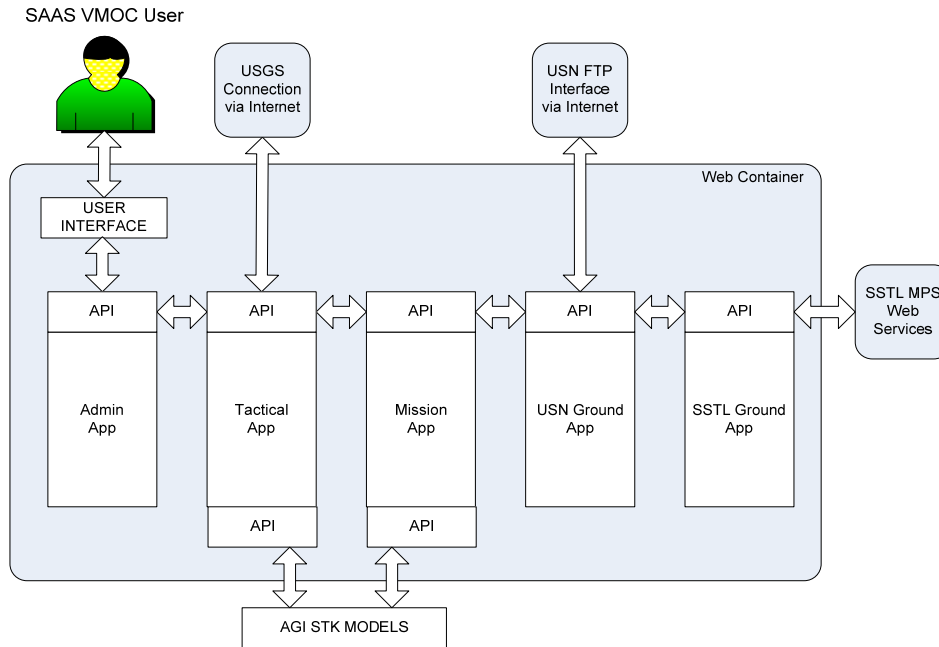 SAAS VMOC User
USGS
Connection
via Internet
USN FTP
Interface
via Internet
Web Container
USER
INTERFACE
SSTL MPS
Web
Services
API
API
API
API
API
Admin
App
Tactical
App
Mission
App
USN Ground
App
SSTL Ground
App
API
API
AGI STK MODELS